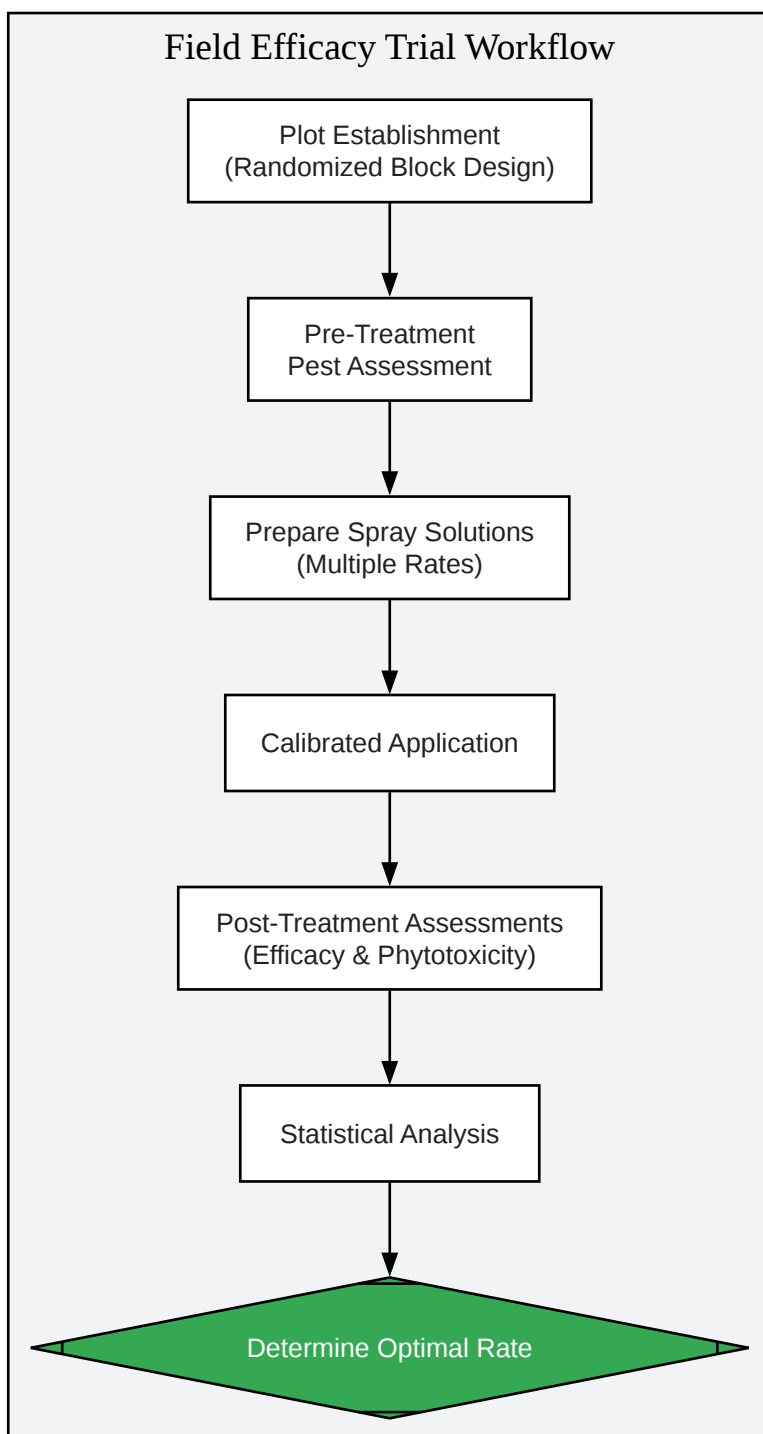 Field Efficacy Trial Workflow
Plot Establishment
(Randomized Block Design)
Pre-Treatment
Pest Assessment
Prepare Spray Solutions
(Multiple Rates)
Calibrated Application
Post-Treatment Assessments
(Efficacy & Phytotoxicity)
Statistical Analysis
Determine Optimal Rate